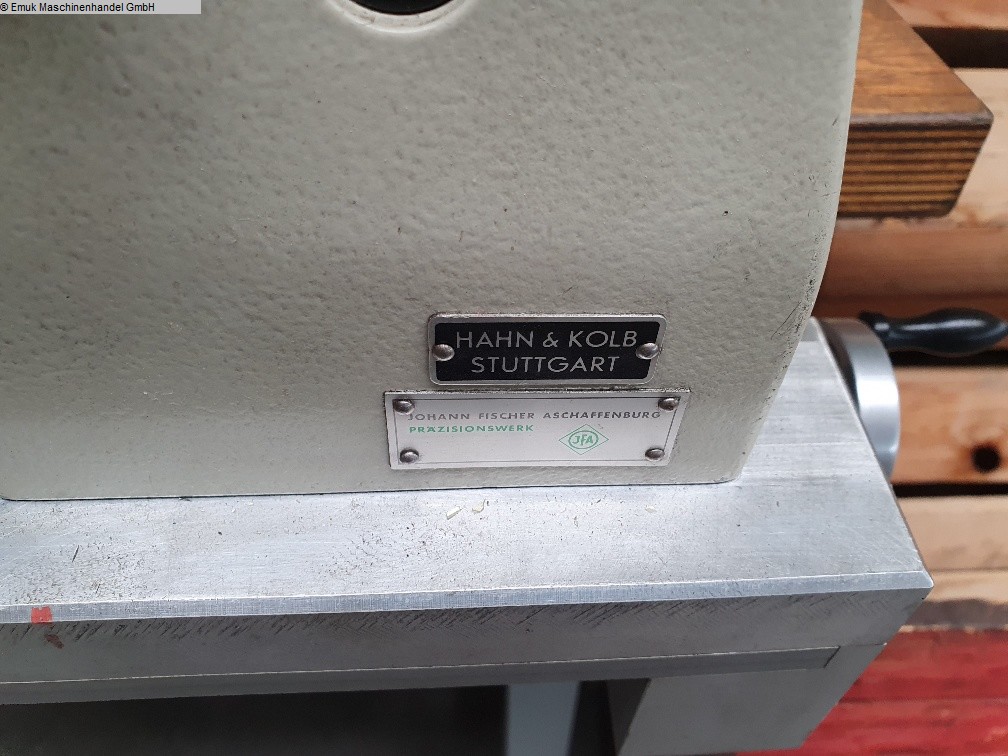 © Emuk Maschinenhandel GmbH
HAHN & KOLB
STUTTGART
JOHANN FISCHER ASCHAFFENBURG
PRÄZISIONSWERK
JFA